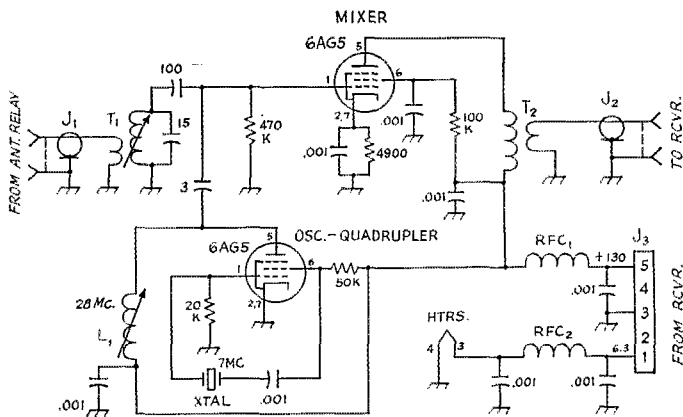 MIXER
6AG5
5
1
6
2,7
100
J1
T1
15
470
K
.001
100
K
.001
4900
.001
T2
J2
FROM ANT. RELAY
TO RCVR.
3
OSC.-QUADRUPLER
6AG5
5
1
6
2,7
50K
20
K
28 Mc.
L1
7MC
XTAL
.001
.001
RFC1
+130
J3
.001
5
4
3
2
1
HTRS.
4
3
RFC2
6.3
.001
.001
FROM RCVR.